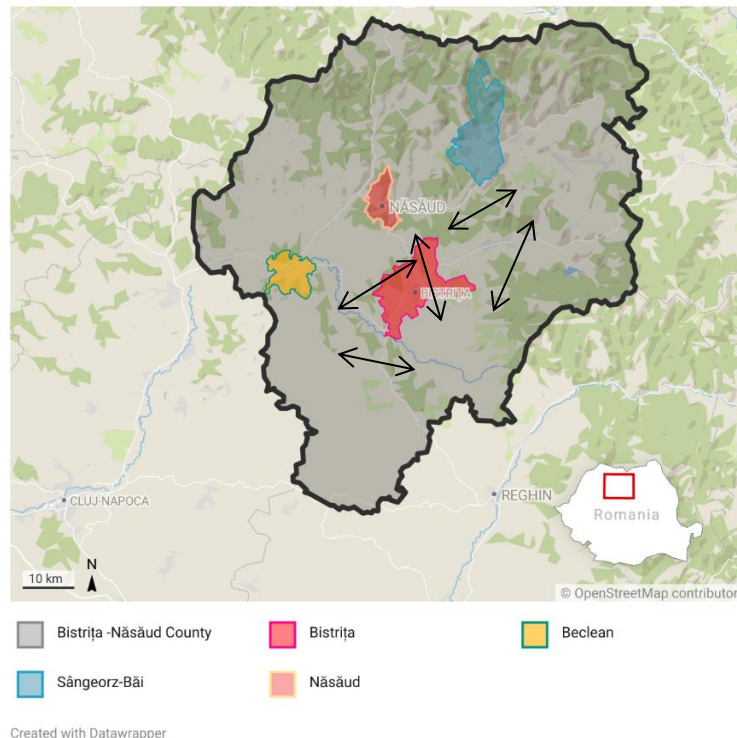 NĂSĂUD
BISTRIȚA
CLUJ-NAPOCA
REGHIN
Romania
10 km
N
© OpenStreetMap contributor
Bistrița -Năsăud County
Bistrița
Beclean
Sângeorz-Băi
Năsăud
Created with Datawrapper